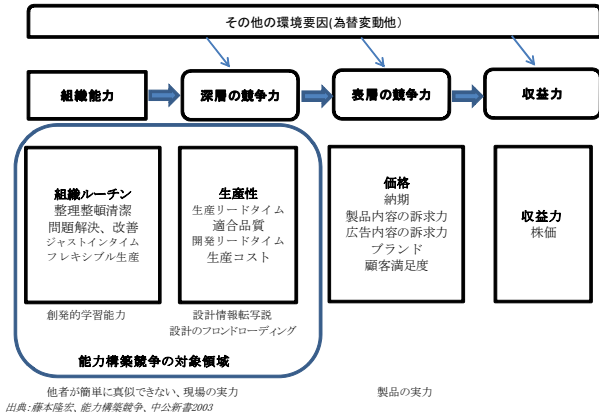 その他の環境要因(為替変動他)
組織能力
深層の競争力
表層の競争力
収益力
組織ルーチン
整理整頓清潔
問題解決、改善
ジャストインタイム
フレキシブル生産
生産性
生産リードタイム
適合品質
開発リードタイム
生産コスト
価格
納期
製品内容の訴求力
広告内容の訴求力
ブランド
顧客満足度
収益力
株価
創発的学習能力
設計情報転写説
設計のフロンドローディング
能力構築競争の対象領域
他者が簡単に真似できない、現場の実力
製品の実力
出典:藤本隆宏、能力構築競争、中公新書2003